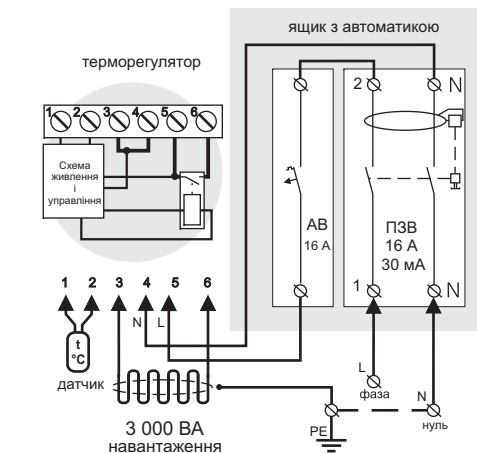 ящик з автоматикою
терморегулятор
1 2 3 4 5 6
2 N
Схема
живлення
і
управління
АВ
16 А
ПЗВ
16 А
30 мА
1 N
1 2 3 4 5 6
N L
t
°C
датчик
L
фаза
N
нуль
3 000 ВА
навантаження
PE